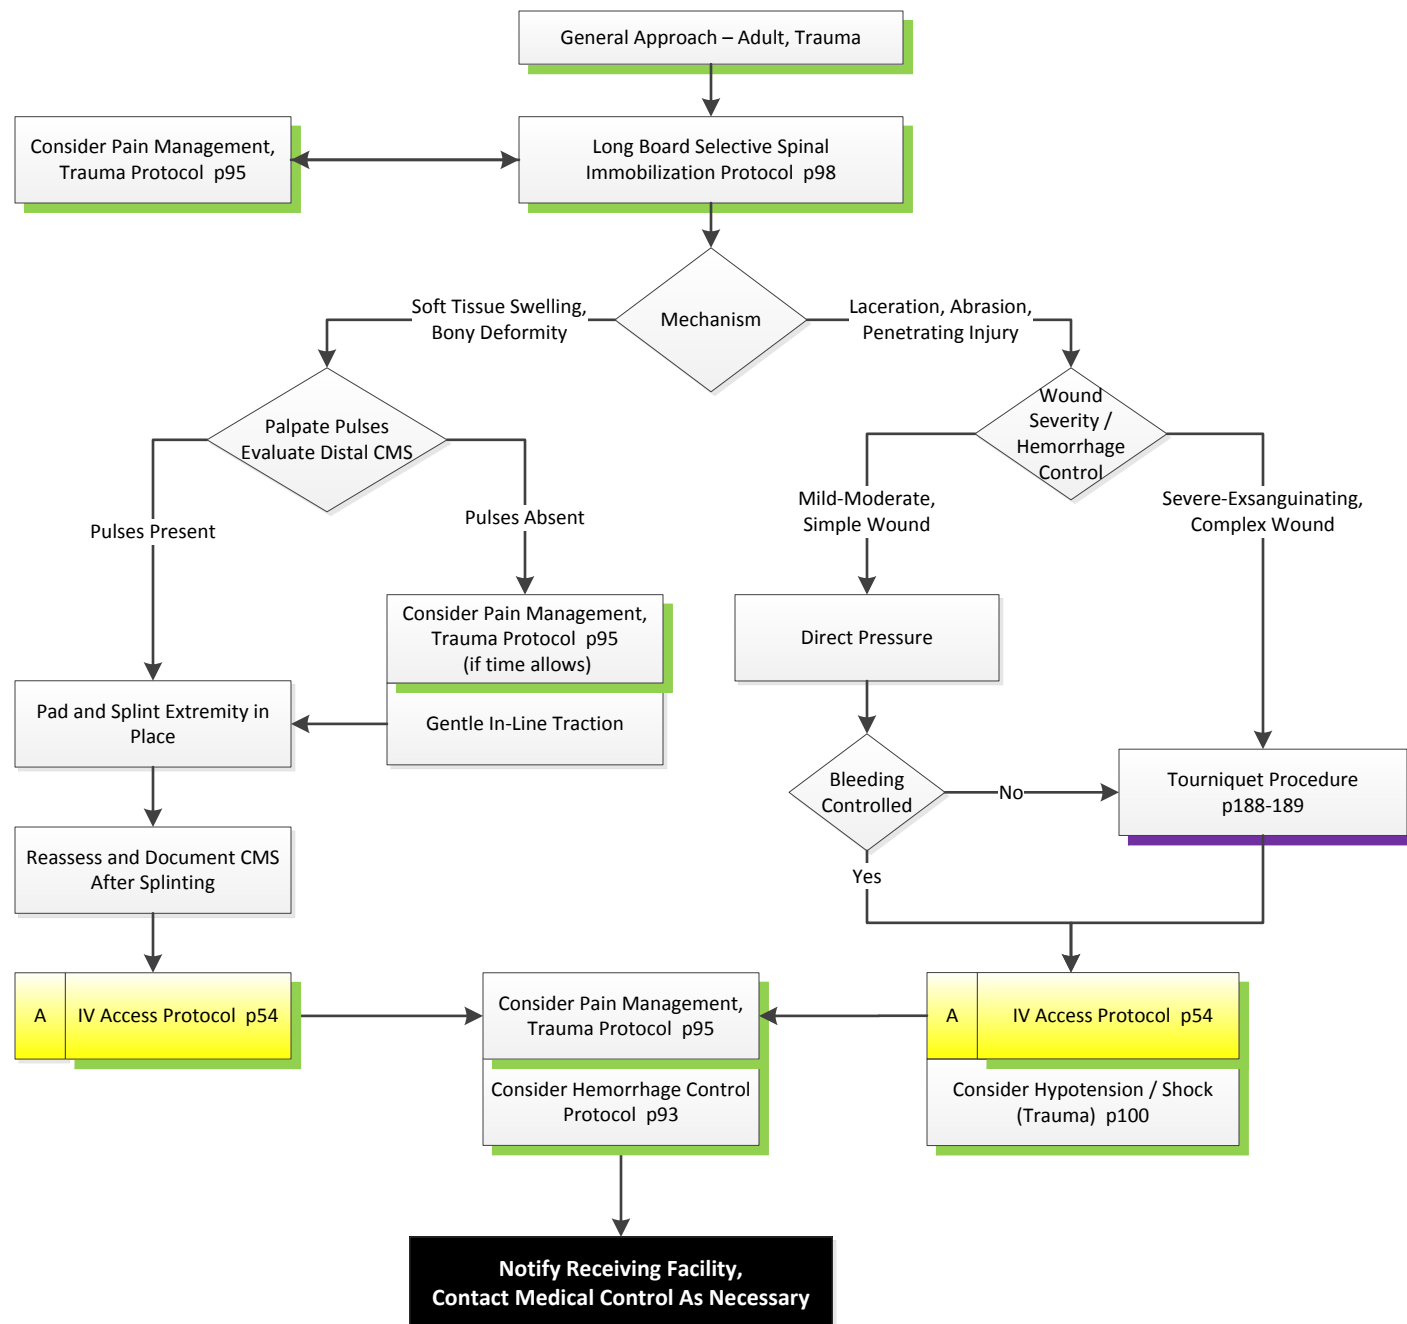 General Approach – Adult, Trauma
Consider Pain Management,
Trauma Protocol  p95
Long Board Selective Spinal
Immobilization Protocol  p98
Mechanism
Soft Tissue Swelling,
Bony Deformity
Laceration, Abrasion,
Penetrating Injury
Palpate Pulses
Evaluate Distal CMS
Wound
Severity /
Hemorrhage
Control
Pulses Present
Pulses Absent
Mild-Moderate,
Simple Wound
Severe-Exsanguinating,
Complex Wound
Consider Pain Management,
Trauma Protocol  p95
(if time allows)
Gentle In-Line Traction
Direct Pressure
Pad and Splint Extremity in
Place
Bleeding
Controlled
No
Yes
Tourniquet Procedure
p188-189
Reassess and Document CMS
After Splinting
A
IV Access Protocol  p54
Consider Pain Management,
Trauma Protocol  p95
Consider Hemorrhage Control
Protocol  p93
A
IV Access Protocol  p54
Consider Hypotension / Shock
(Trauma)  p100
Notify Receiving Facility,
Contact Medical Control As Necessary